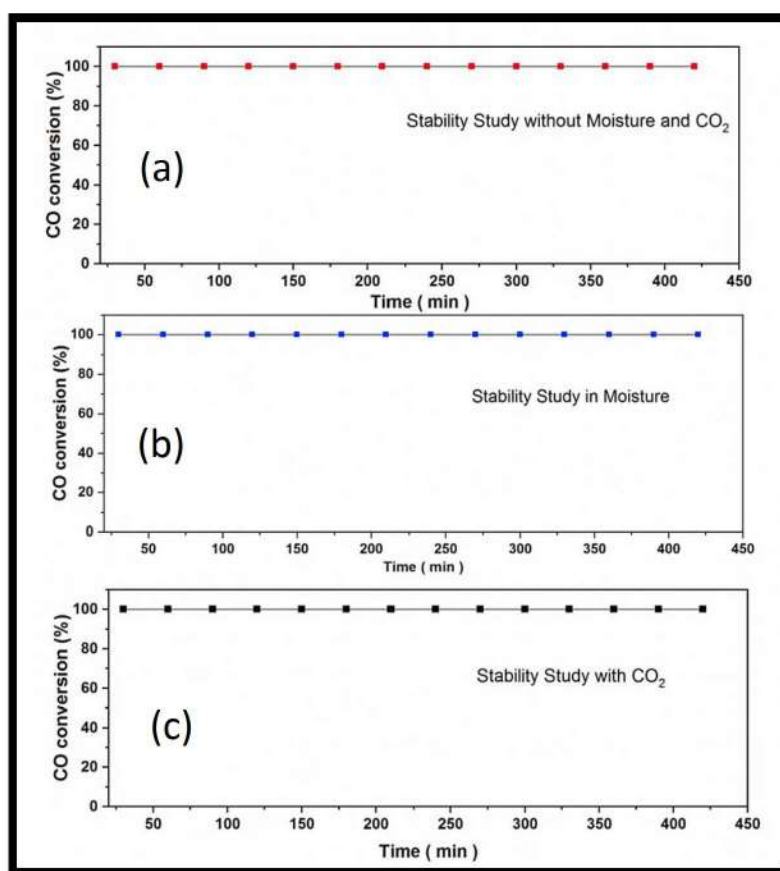 100
80
60
40
20
0
CO conversion (%)
Stability Study without Moisture and CO₂
(a)
50 100 150 200 250 300 350 400 450
Time ( min )
100
80
60
40
20
0
CO conversion (%)
Stability Study in Moisture
(b)
50 100 150 200 250 300 350 400 450
Time ( min )
100
80
60
40
20
0
CO conversion (%)
Stability Study with CO₂
(c)
50 100 150 200 250 300 350 400 450
Time ( min )